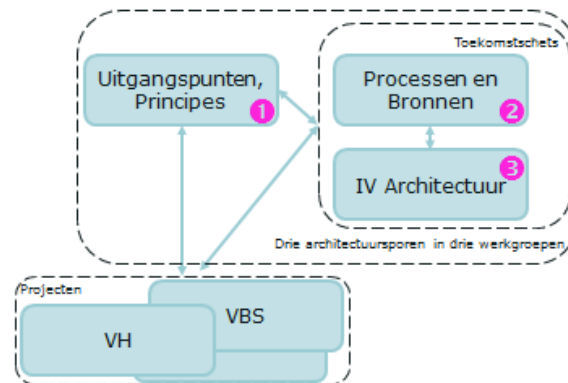 Toekomstschets
Uitgangspunten,
Principes
1
Processen en
Bronnen
2
3
IV Architectuur
Drie architectuursporen in drie werkgroepen
Projecten
VBS
VH